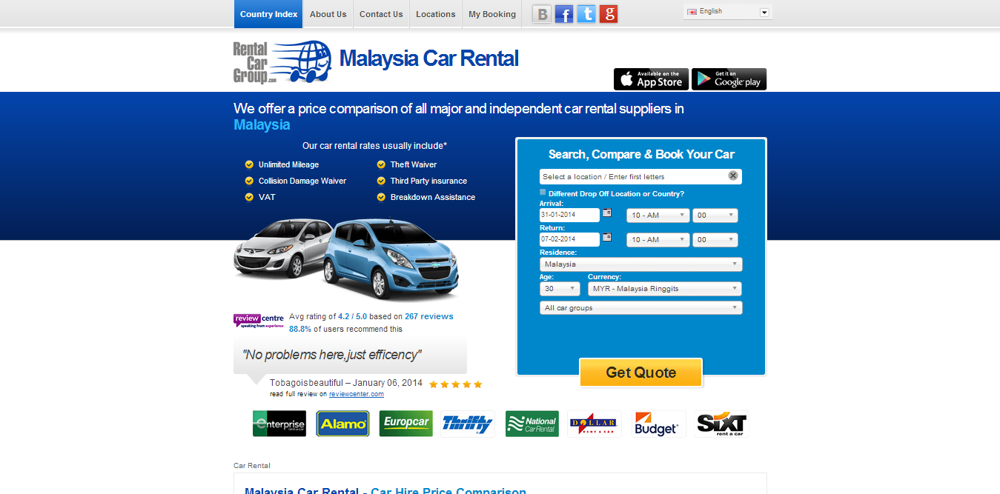 Country Index
About Us
Contact Us
Locations
My Booking
B
f
t
g
English
Rental
Car
Group.com
Malaysia Car Rental
Available on the
App Store
Get it on
Google play
We offer a price comparison of all major and independent car rental suppliers in
Malaysia
Our car rental rates usually include*
Unlimited Mileage
Theft Waiver
Collision Damage Waiver
Third Party insurance
VAT
Breakdown Assistance
Search, Compare & Book Your Car
Select a location / Enter first letters
Different Drop Off Location or Country?
Arrival:
31-01-2014
10 - AM
00
Return:
07-02-2014
10 - AM
00
Residence:
Malaysia
Age:
Currency:
30
MYR - Malaysia Ringgits
All car groups
Get Quote
review centre
speaking from experience
Avg rating of 4.2 / 5.0 based on 267 reviews
88.8% of users recommend this
"No problems here,just efficency"
Tobagoisbeautiful – January 06, 2014
read full review on reviewcenter.com
enterprise
rent-a-car
Alamo
Europcar
Thrifty
National
Car Rental
DOLLAR
RENT A CAR
Budget
SIXT
rent a car
Car Rental
Malaysia Car Rental - Car Hire Price Comparison